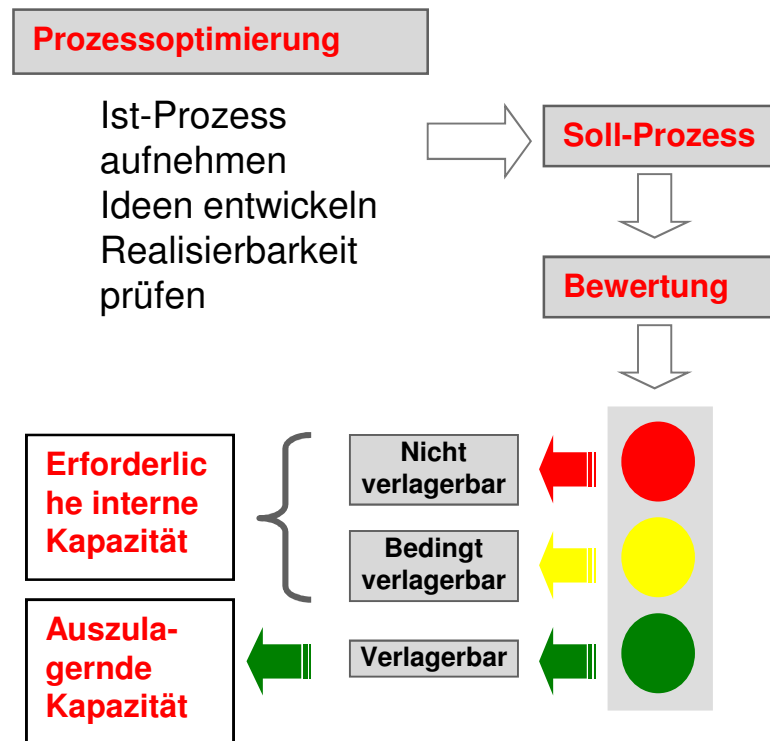 Prozessoptimierung
Ist-Prozess
aufnehmen
Ideen entwickeln
Realisierbarkeit
prüfen
Soll-Prozess
Bewertung
Erforderlic
he interne
Kapazität
Nicht
verlagerbar
Bedingt
verlagerbar
Auszula-
gernde
Kapazität
Verlagerbar